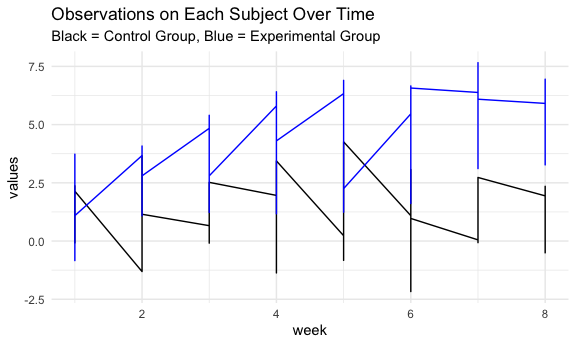 Observations on Each Subject Over Time
Black = Control Group, Blue = Experimental Group
7.5
5.0
2.5
0.0
-2.5
values
2 4 6 8
week